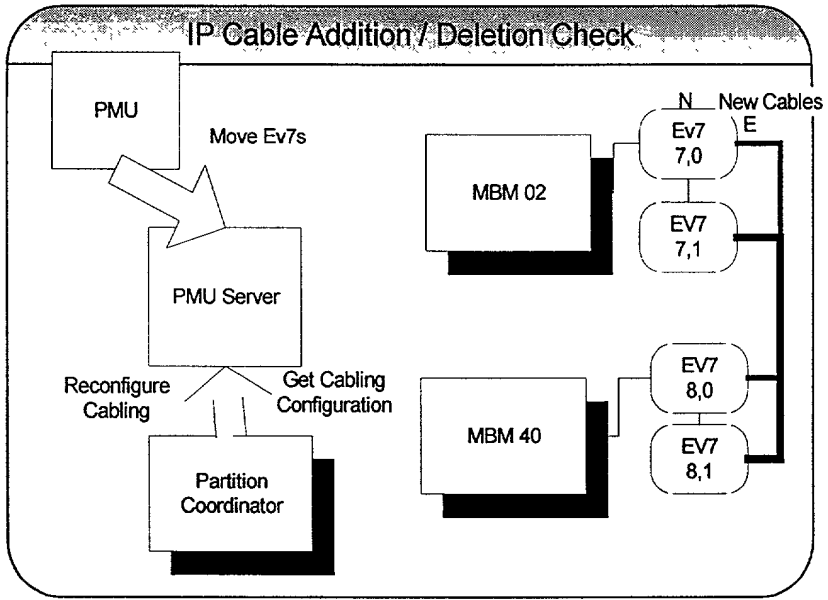 IP Cable Addition / Deletion Check
PMU
Move Ev7s
PMU Server
Reconfigure
Cabling
Get Cabling
Configuration
Partition
Coordinator
N New Cables
E
MBM 02
Ev7
7,0
EV7
7,1
MBM 40
EV7
8,0
EV7
8,1